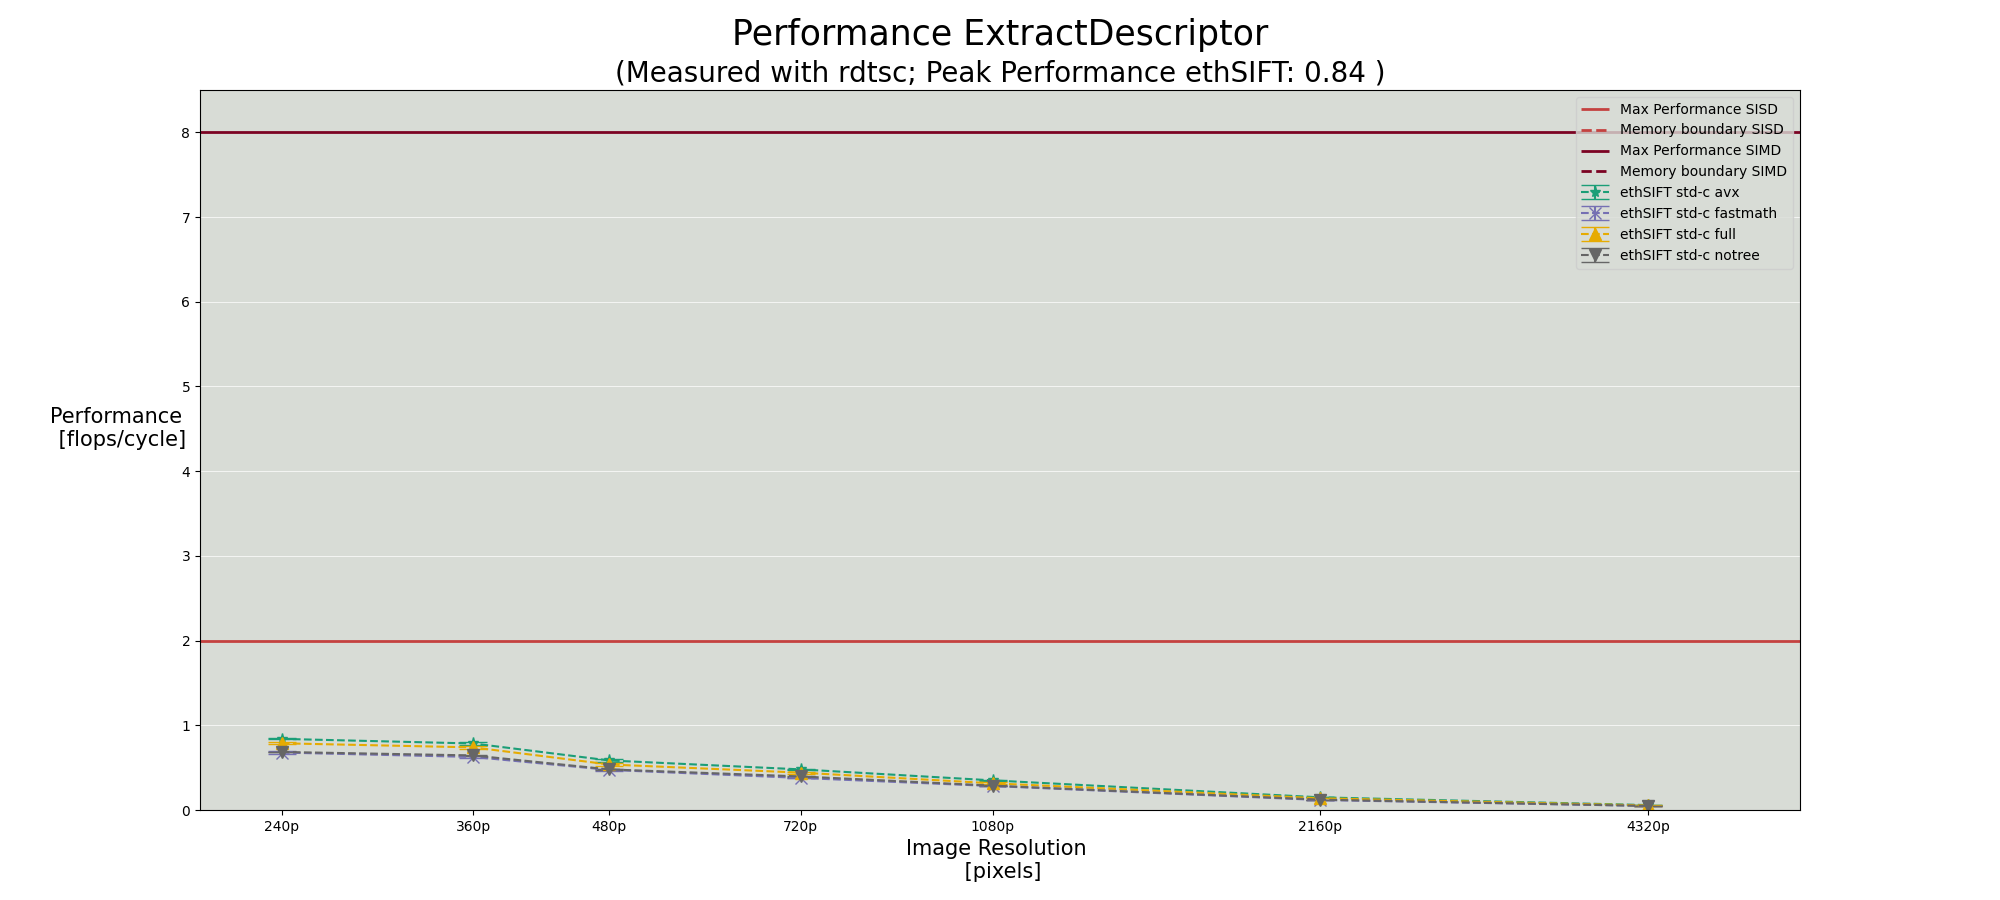 Performance ExtractDescriptor
(Measured with rdtsc; Peak Performance ethSIFT: 0.84 )
Max Performance SISD
Memory boundary SISD
Max Performance SIMD
Memory boundary SIMD
ethSIFT std-c avx
ethSIFT std-c fastmath
ethSIFT std-c full
ethSIFT std-c notree
8
7
6
5
4
3
2
1
0
Performance
[flops/cycle]
240p 360p 480p 720p 1080p 2160p 4320p
Image Resolution
[pixels]